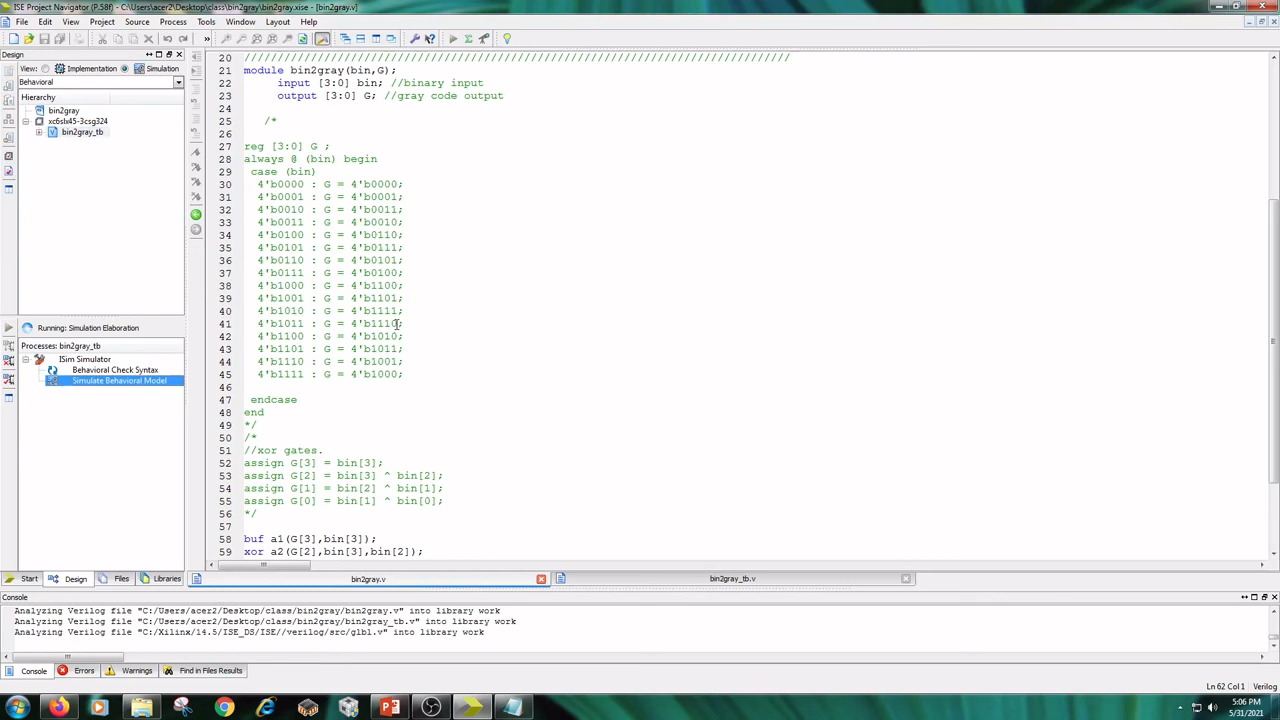 ISE Project Navigator (P.58f) - C:\Users\acer2\Desktop\class\bin2gray\bin2gray.xise - [bin2gray.v]
File Edit View Project Source Process Tools Window Layout Help
Design
View: Implementation Simulation
Behavioral
Hierarchy
bin2gray
xc6slx45-3csg324
bin2gray_tb
Running: Simulation Elaboration
Processes: bin2gray_tb
ISim Simulator
Behavioral Check Syntax
Simulate Behavioral Model
Start Design Files Libraries
20 ///////////////////////////////////////////////////////////////////////////////////
21 module bin2gray(bin,G);
22 input [3:0] bin; //binary input
23 output [3:0] G; //gray code output
24
25 /*
26
27 reg [3:0] G ;
28 always @ (bin) begin
29 case (bin)
30 4'b0000 : G = 4'b0000;
31 4'b0001 : G = 4'b0001;
32 4'b0010 : G = 4'b0011;
33 4'b0011 : G = 4'b0010;
34 4'b0100 : G = 4'b0110;
35 4'b0101 : G = 4'b0111;
36 4'b0110 : G = 4'b0101;
37 4'b0111 : G = 4'b0100;
38 4'b1000 : G = 4'b1100;
39 4'b1001 : G = 4'b1101;
40 4'b1010 : G = 4'b1111;
41 4'b1011 : G = 4'b1110;
42 4'b1100 : G = 4'b1010;
43 4'b1101 : G = 4'b1011;
44 4'b1110 : G = 4'b1001;
45 4'b1111 : G = 4'b1000;
46
47 endcase
48 end
49 */
50 /*
51 //xor gates.
52 assign G[3] = bin[3];
53 assign G[2] = bin[3] ^ bin[2];
54 assign G[1] = bin[2] ^ bin[1];
55 assign G[0] = bin[1] ^ bin[0];
56 */
57
58 buf a1(G[3],bin[3]);
59 xor a2(G[2],bin[3],bin[2]);
bin2gray.v bin2gray_tb.v
Console
Analyzing Verilog file "C:/Users/acer2/Desktop/class/bin2gray/bin2gray.v" into library work
Analyzing Verilog file "C:/Users/acer2/Desktop/class/bin2gray/bin2gray_tb.v" into library work
Analyzing Verilog file "C:/Xilinx/14.5/ISE_DS/ISE//verilog/src/glbl.v" into library work
Console Errors Warnings Find in Files Results
Ln 62 Col 1 Verilog
5:06 PM
5/31/2021